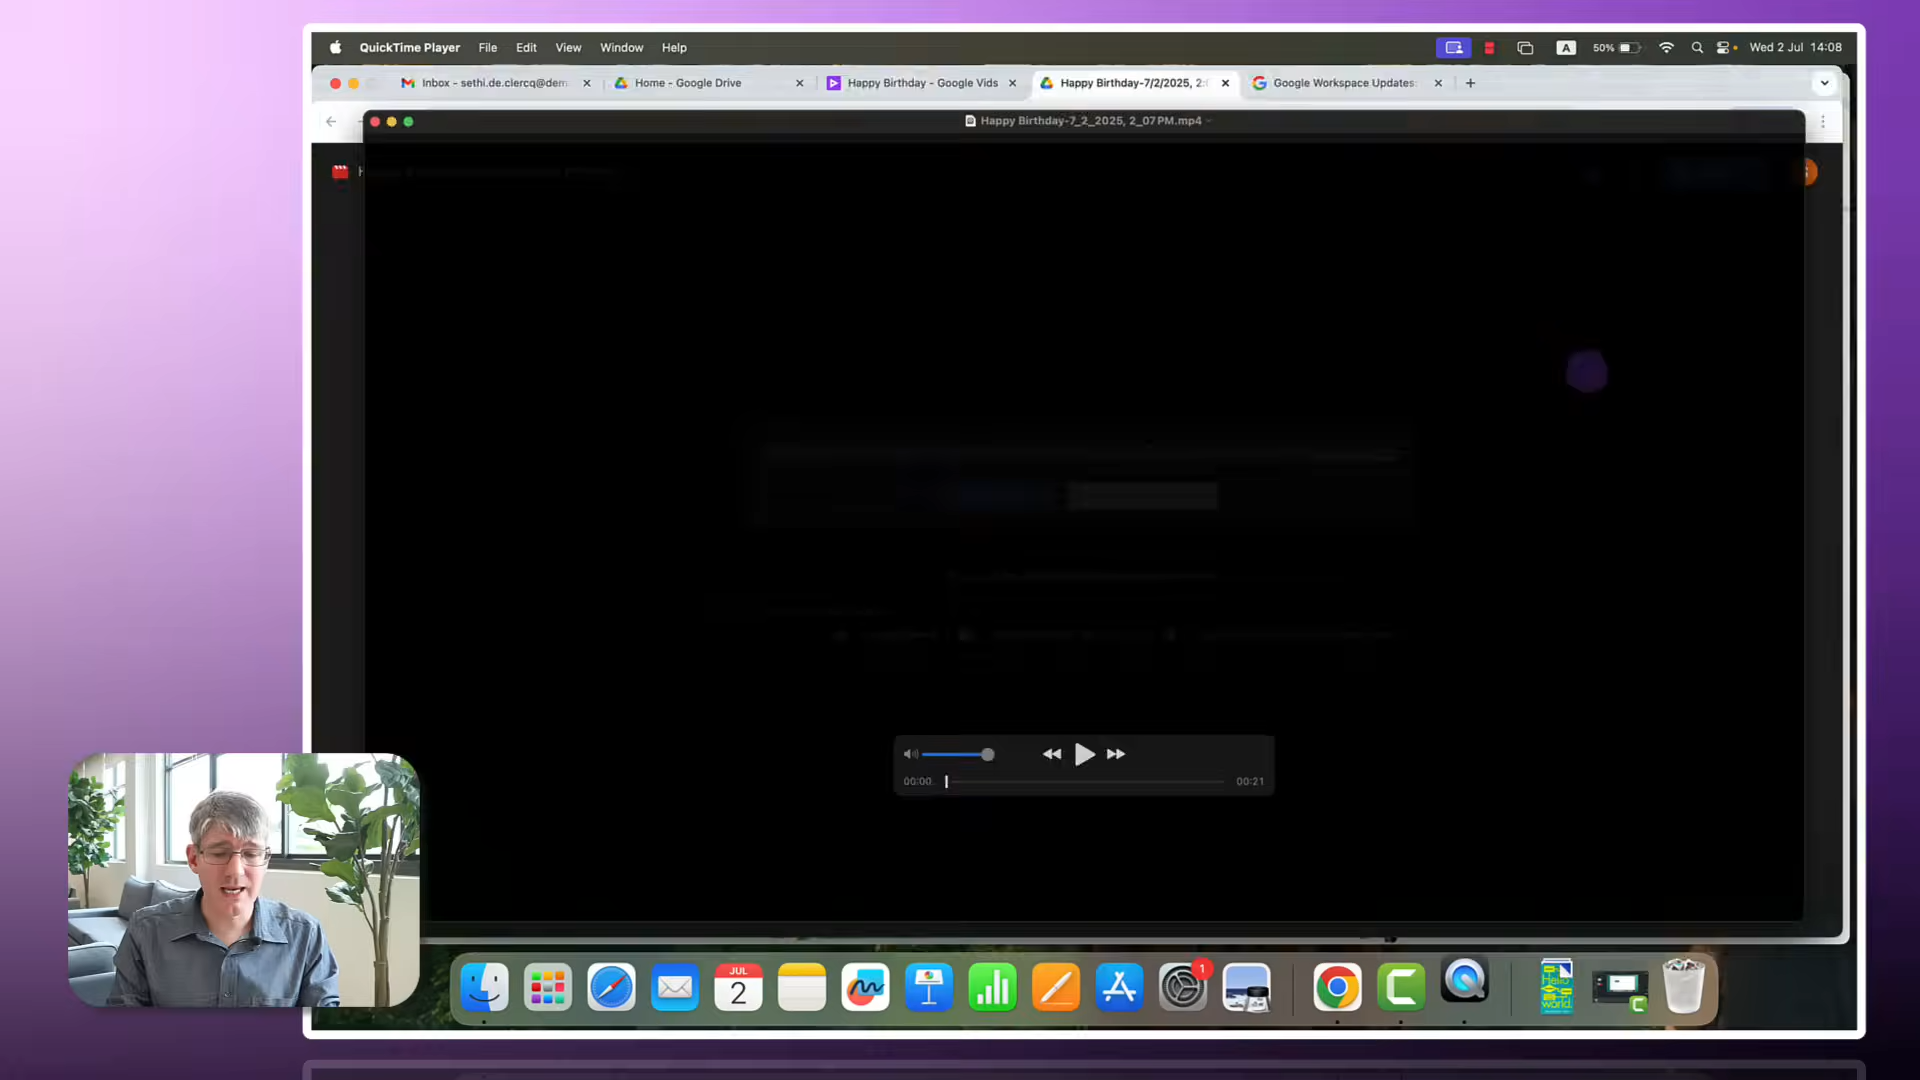 QuickTime Player File Edit View Window Help A 50% Wed 2 Jul 14:08
Inbox - sethi.de.clercq@dem Home - Google Drive Happy Birthday - Google Vids Happy Birthday-7/2/2025, 2: Google Workspace Updates:
Happy Birthday-7_2_2025, 2_07PM.mp4
00:00 00:21
JUL
2
1